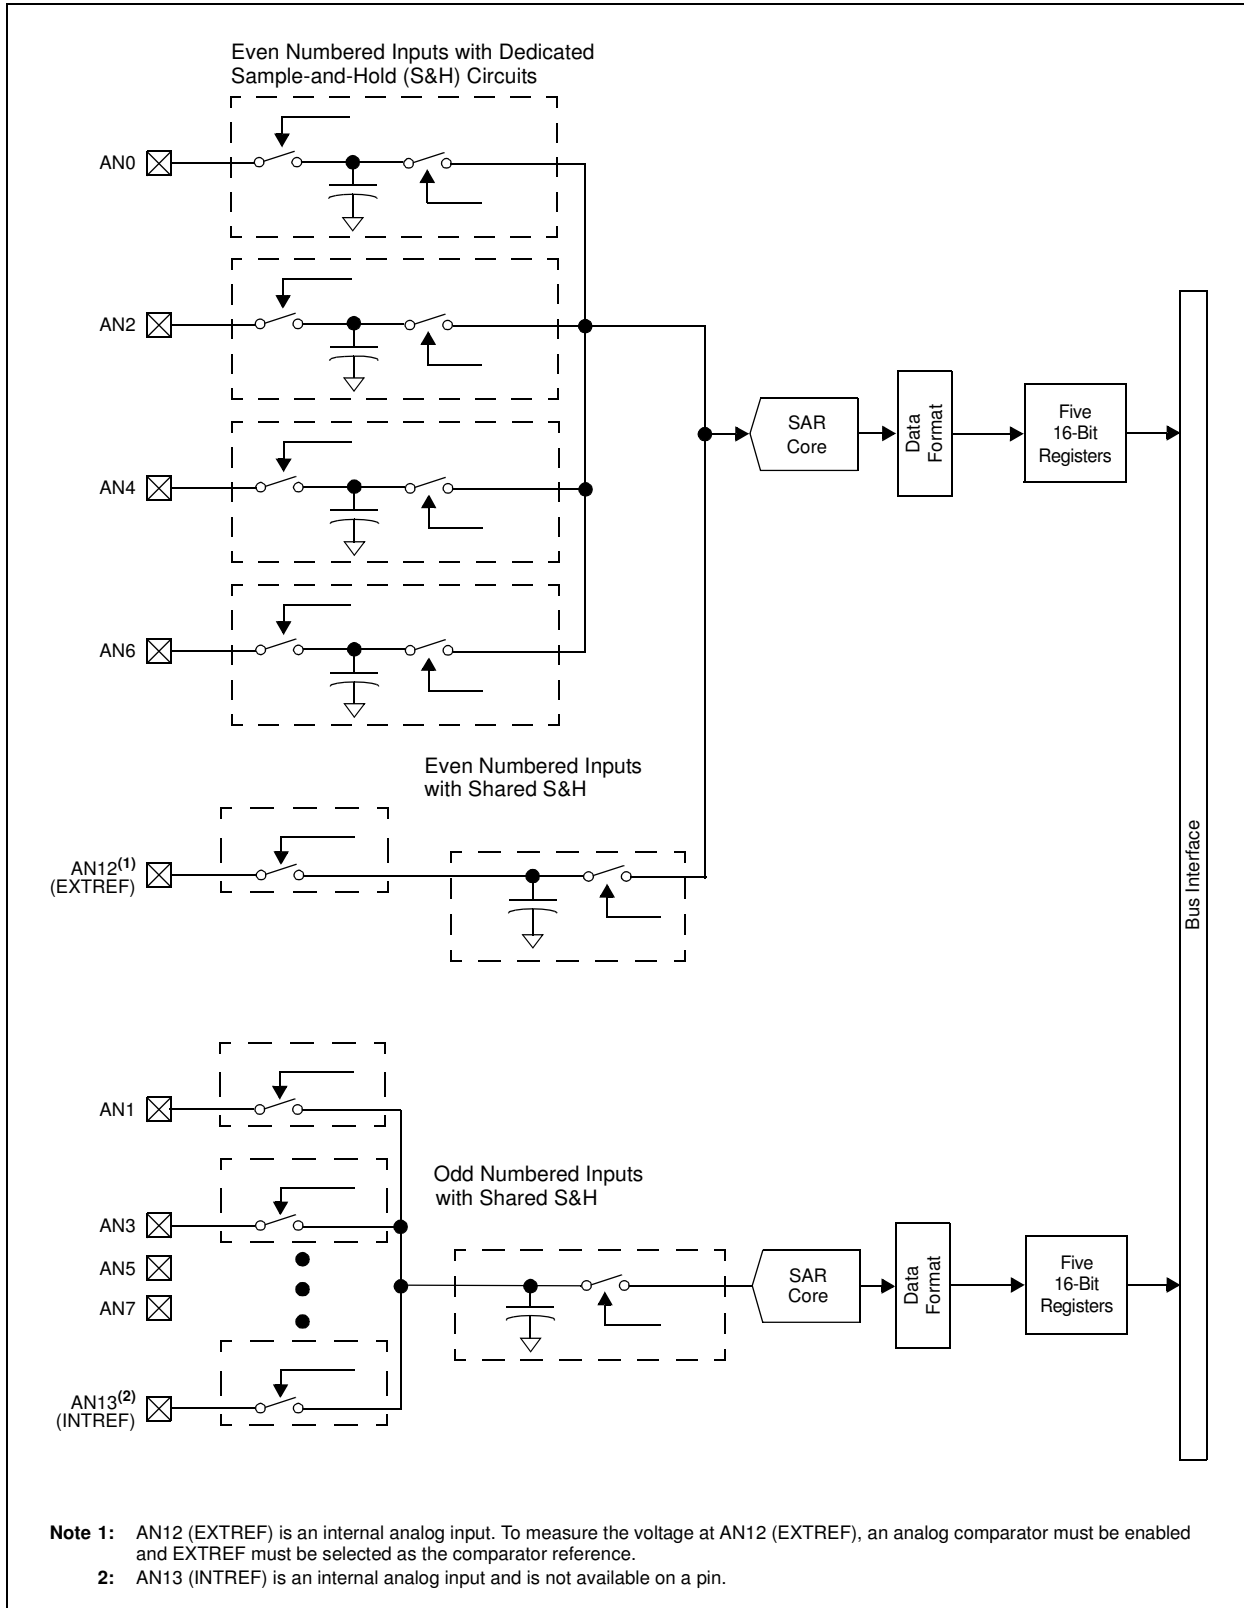 Even Numbered Inputs with Dedicated
Sample-and-Hold (S&H) Circuits
AN0
AN2
AN4
AN6
SAR
Core
Data
Format
Five
16-Bit
Registers
Even Numbered Inputs
with Shared S&H
AN12(1)
(EXTREF)
Bus Interface
AN1
Odd Numbered Inputs
with Shared S&H
AN3
AN5
AN7
SAR
Core
Data
Format
Five
16-Bit
Registers
AN13(2)
(INTREF)
Note 1: AN12 (EXTREF) is an internal analog input. To measure the voltage at AN12 (EXTREF), an analog comparator must be enabled
and EXTREF must be selected as the comparator reference.
2: AN13 (INTREF) is an internal analog input and is not available on a pin.